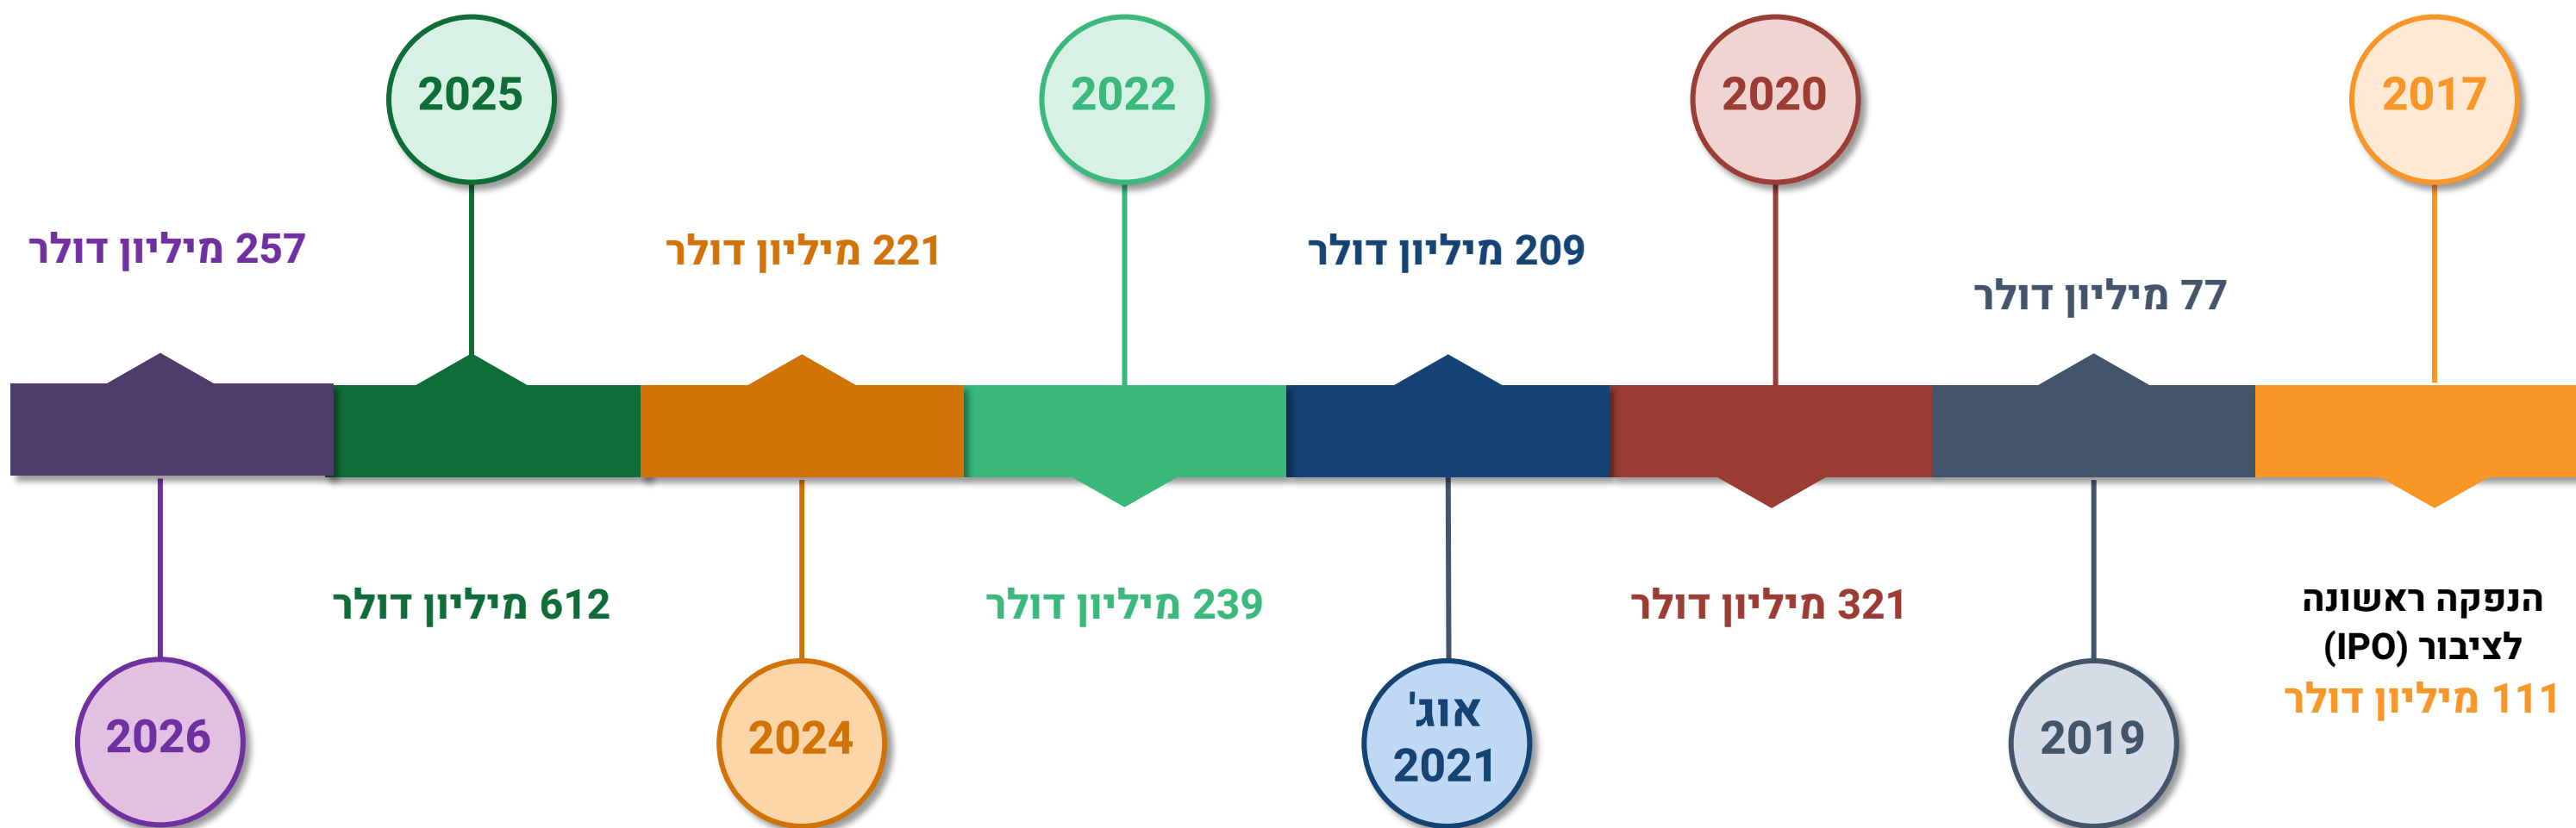 2017
הנפקה ראשונה
לציבור (IPO)
111 מיליון דולר
2019
77 מיליון דולר
2020
321 מיליון דולר
אוג'
2021
209 מיליון דולר
2022
239 מיליון דולר
2024
221 מיליון דולר
2025
612 מיליון דולר
2026
257 מיליון דולר